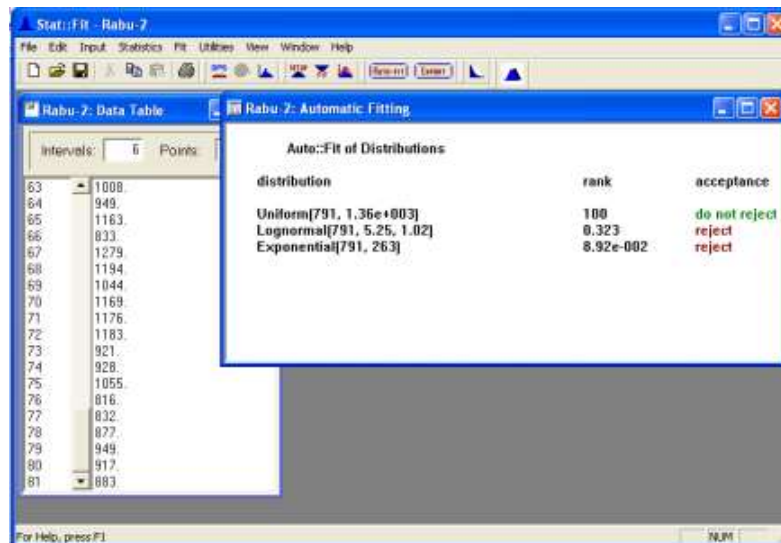 Stat::Fit - Rabu-2
File Edit Input Statistics Fit Utilities View Window Help
Auto::Fit Export
Rabu-2: Data Table
Intervals: 6 Points:
63 1008.
64 949.
65 1163.
66 833.
67 1279.
68 1194.
69 1044.
70 1169.
71 1176.
72 1183.
73 921.
74 928.
75 1055.
76 816.
77 832.
78 877.
79 949.
80 917.
81 883.
Rabu-2: Automatic Fitting
Auto::Fit of Distributions
distribution rank acceptance
Uniform(791, 1.36e+003) 100 do not reject
Lognormal(791, 5.25, 1.02) 0.323 reject
Exponential(791, 263) 8.92e-002 reject
For Help, press F1
NUM